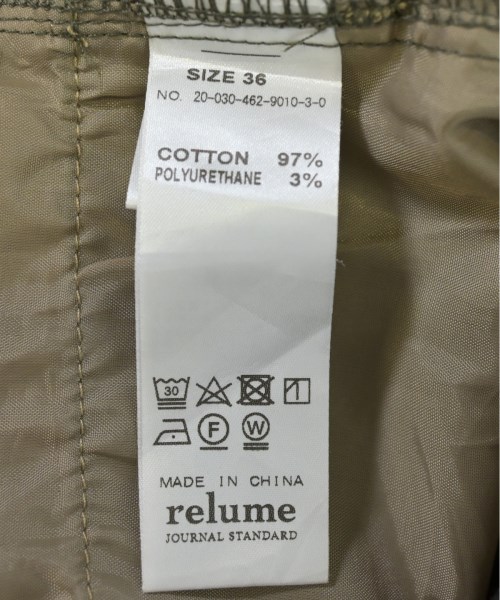 SIZE 36
NO. 20-030-462-9010-3-0
COTTON 97%
POLYURETHANE 3%
30
F W
MADE IN CHINA
relume
JOURNAL STANDARD